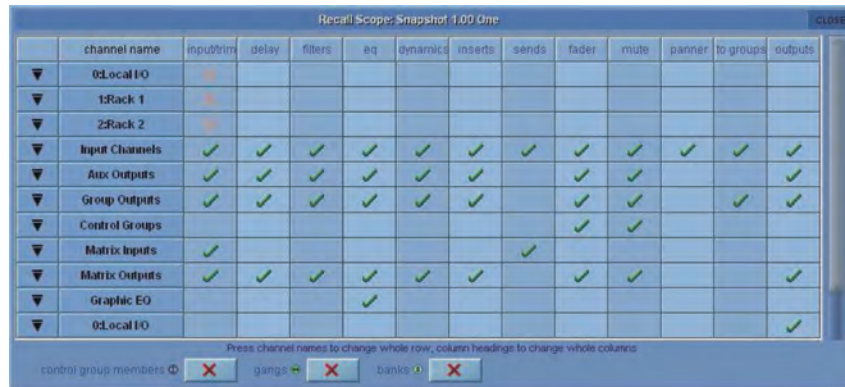 Recall Scope: Snapshot 1.00 One
CLOSE
channel name input/trim delay filters eq dynamics inserts sends fader mute panner to groups outputs
0:Local I/O
1:Rack 1
2:Rack 2
Input Channels
Aux Outputs
Group Outputs
Control Groups
Matrix Inputs
Matrix Outputs
Graphic EQ
0:Local I/O
Press channel names to change whole row, column headings to change whole columns
control group members gangs banks